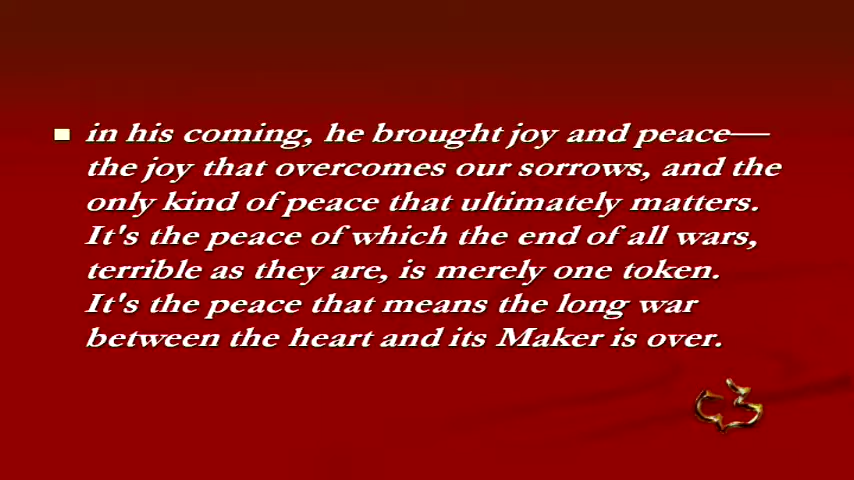 in his coming, he brought joy and peace—
the joy that overcomes our sorrows, and the
only kind of peace that ultimately matters.
It's the peace of which the end of all wars,
terrible as they are, is merely one token.
It's the peace that means the long war
between the heart and its Maker is over.